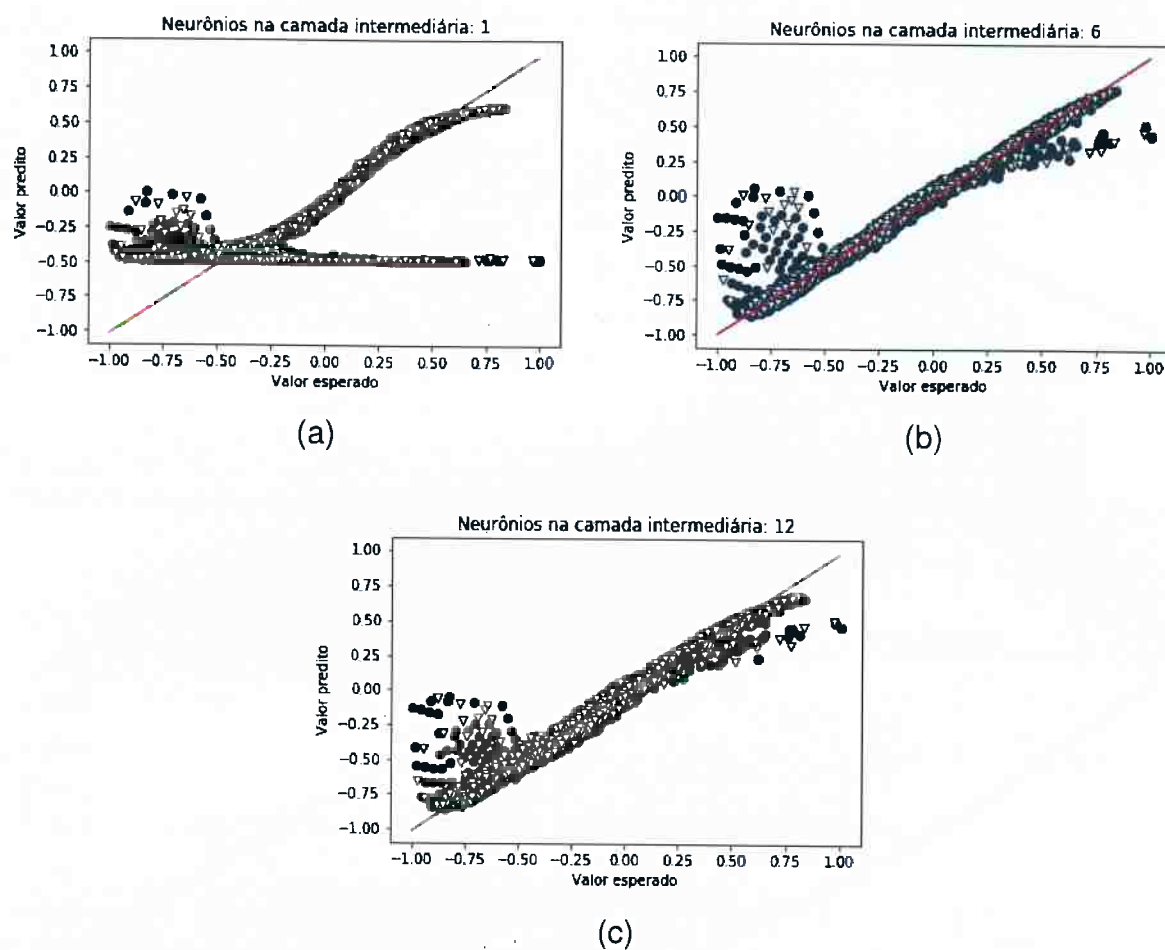 Neurônios na camada intermediária: 1
1.00
0.75
0.50
0.25
0.00
−0.25
−0.50
−0.75
−1.00
Valor predito
−1.00 −0.75 −0.50 −0.25 0.00 0.25 0.50 0.75 1.00
Valor esperado
(a)
Neurônios na camada intermediária: 6
1.00
0.75
0.50
0.25
0.00
−0.25
−0.50
−0.75
−1.00
Valor predito
−1.00 −0.75 −0.50 −0.25 0.00 0.25 0.50 0.75 1.00
Valor esperado
(b)
Neurônios na camada intermediária: 12
1.00
0.75
0.50
0.25
0.00
−0.25
−0.50
−0.75
−1.00
Valor predito
−1.00 −0.75 −0.50 −0.25 0.00 0.25 0.50 0.75 1.00
Valor esperado
(c)